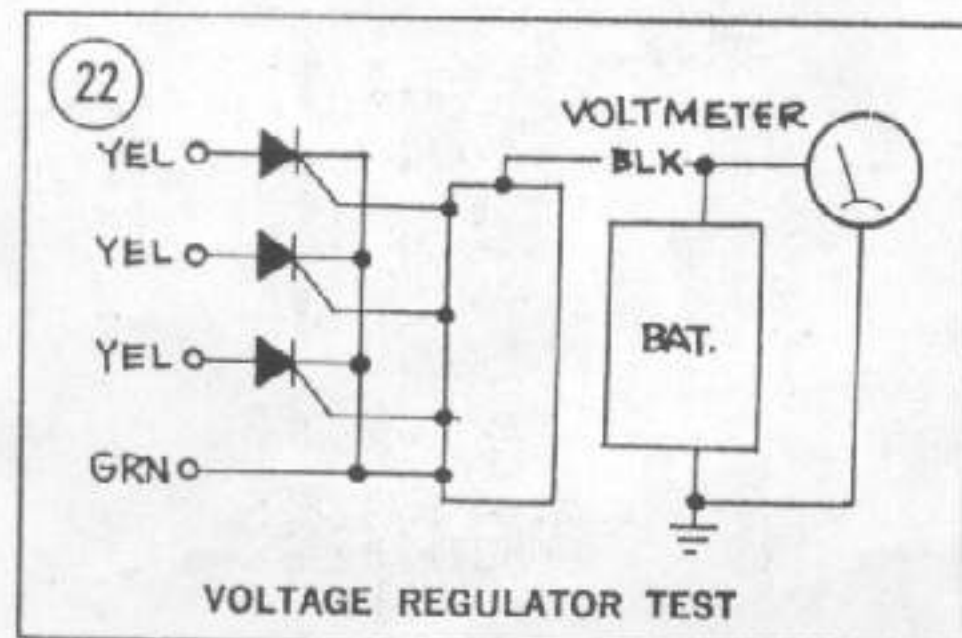 22
VOLTMETER
YEL
BLK
YEL
BAT.
YEL
GRN
VOLTAGE REGULATOR TEST